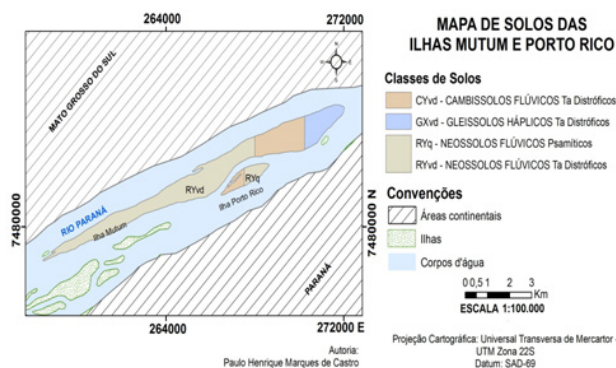 264000
272000
MAPA DE SOLOS DAS
ILHAS MUTUM E PORTO RICO
MATO GROSSO DO SUL
Classes de Solos
CYvd - CAMBISSOLOS FLÚVICOS Ta Distróficos
GXvd - GLEISSOLOS HÁPLICOS Ta Distróficos
RYq - NEOSSOLOS FLÚVICOS Psamíticos
RYvd - NEOSSOLOS FLÚVICOS Ta Distróficos
RYvd
RYq
RIO PARANÁ
Ilha Porto Rico
Ilha Mutum
7480000
7480000 N
PARANÁ
Convenções
Áreas continentais
Ilhas
Corpos d'água
0 0,5 1 2 3
Km
ESCALA 1:100.000
264000
272000 E
Autoria:
Paulo Henrique Marques de Castro
Projeção Cartográfica: Universal Transversa de Mercartor -
UTM Zona 22S
Datum: SAD-69